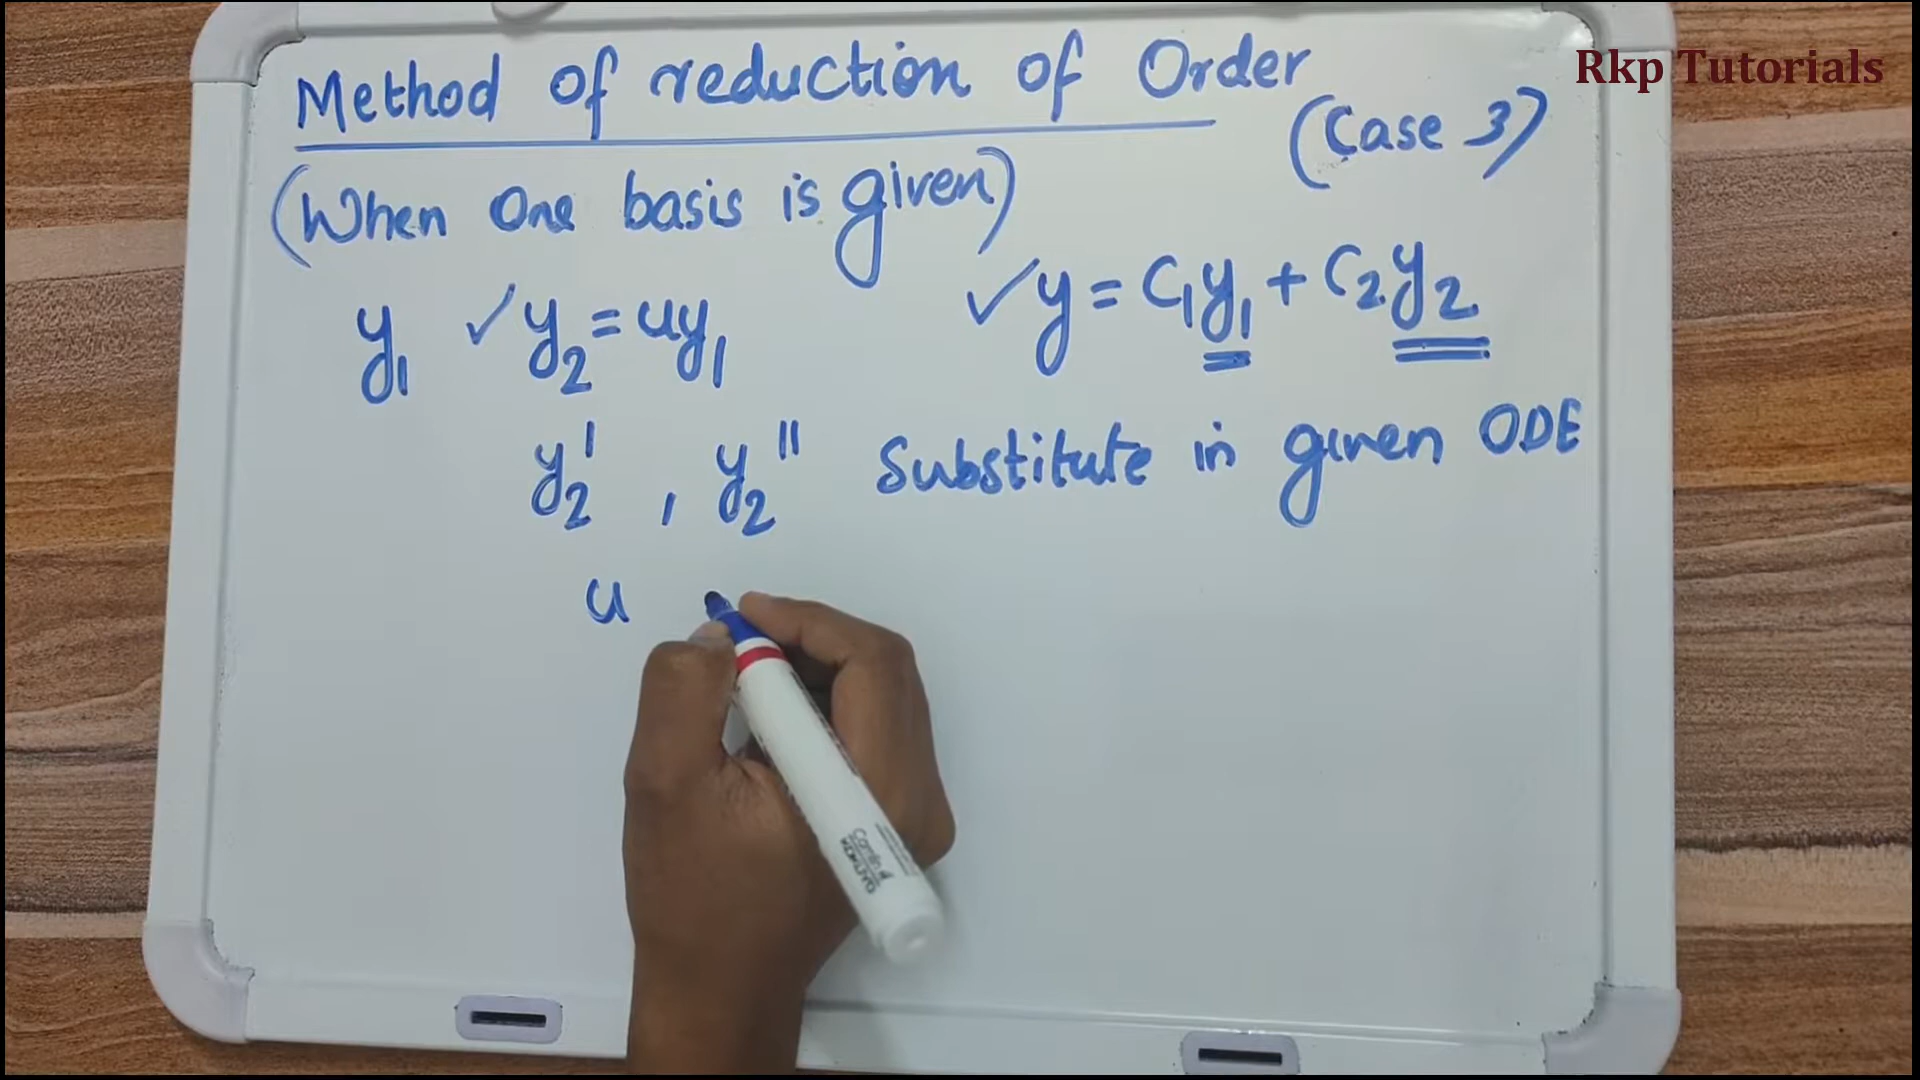 Rkp Tutorials
Method of reduction of Order
(Case 3)
(When One basis is given)
y₁ ✓ y₂ = uy₁
✓ y = C₁y₁ + C₂y₂
y₂' , y₂'' Substitute in given ODE
u